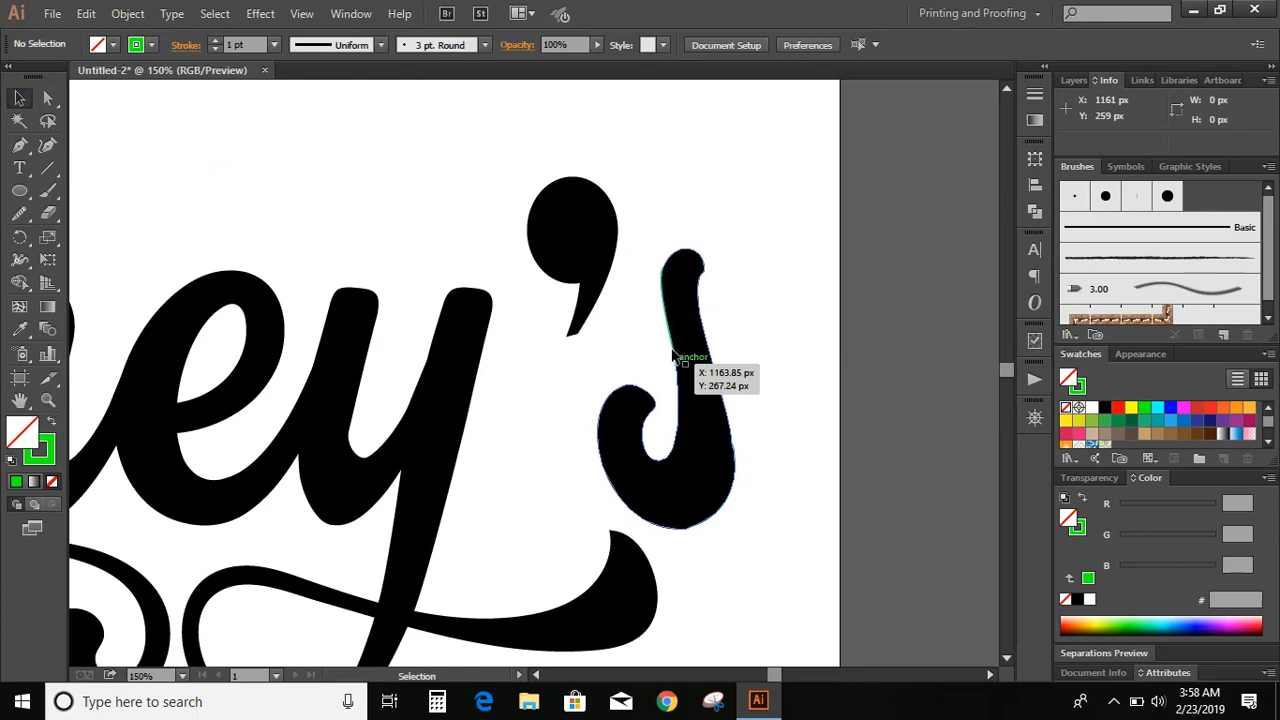 Ai File Edit Object Type Select Effect View Window Help Br St Printing and Proofing
No Selection Stroke: 1 pt Uniform 3 pt. Round Opacity: 100% Style: Document Setup Preferences
Untitled-2* @ 150% (RGB/Preview) ×
Layers Info Links Libraries Artboard
X: 1161 px W: 0 px
Y: 259 px H: 0 px
Brushes Symbols Graphic Styles
Basic
3.00
ey's
anchor
X: 1163.85 px
Y: 267.24 px
Swatches Appearance
Transparency Color
R
G
B
#
Separations Preview
Document Info Attributes
150% 1 Selection
Type here to search
Ai
3:58 AM
2/23/2019